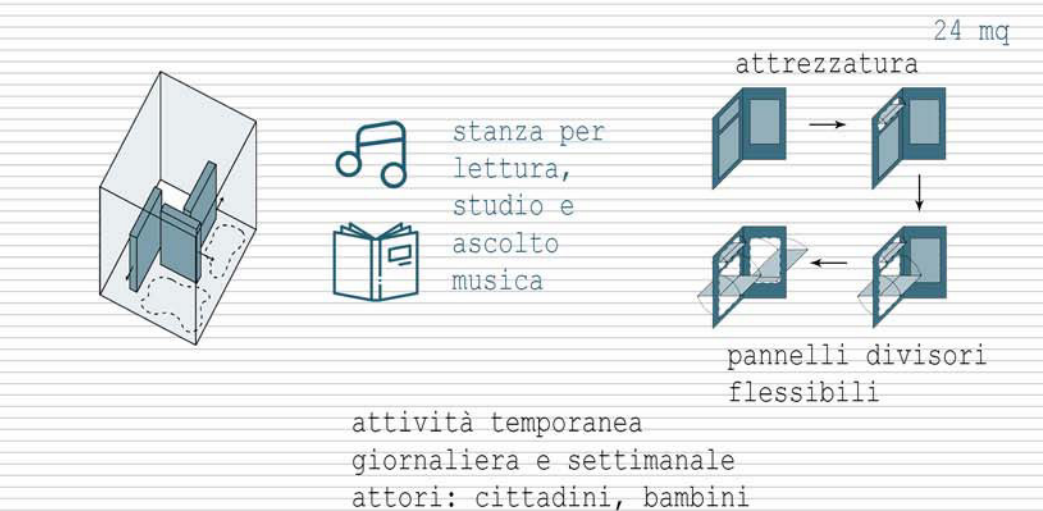 24 mq
attrezzatura
stanza per
lettura,
studio e
ascolto
musica
pannelli divisori
flessibili
attività temporanea
giornaliera e settimanale
attori: cittadini, bambini